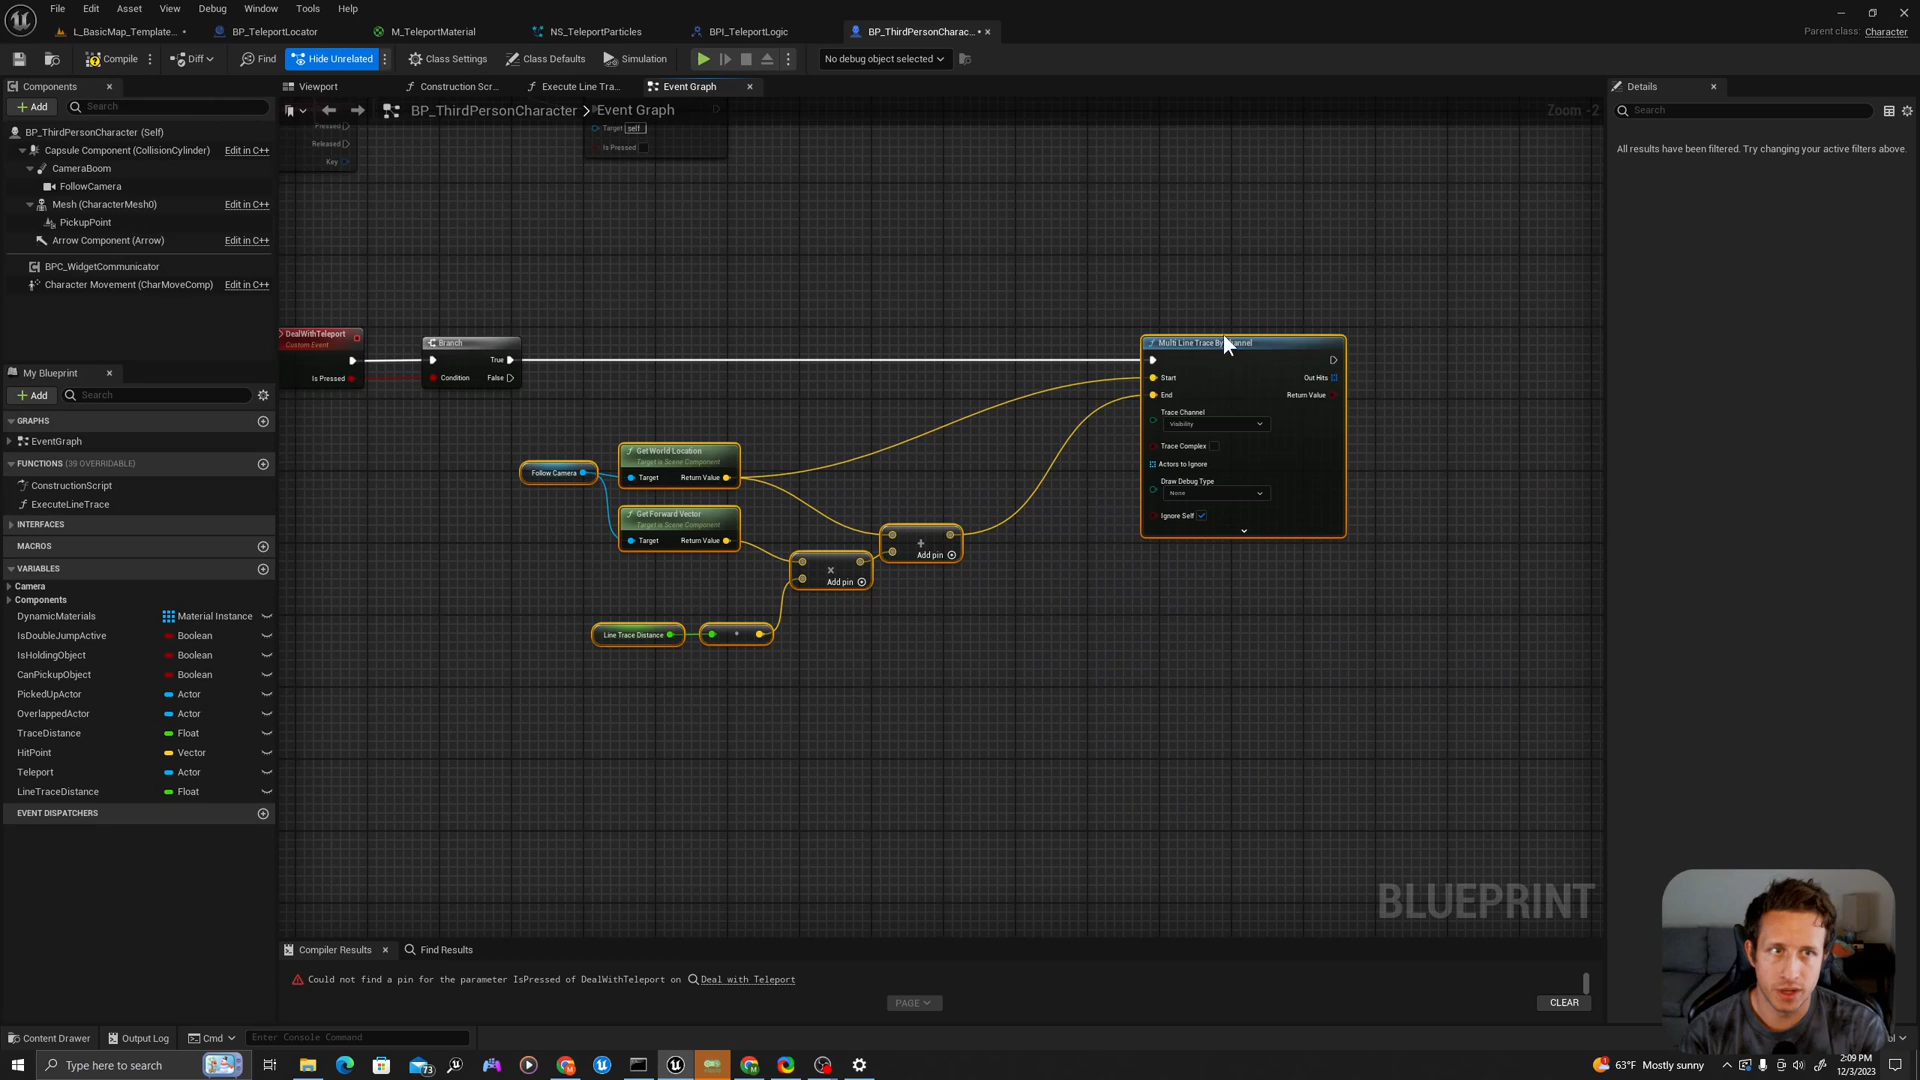 File Edit Asset View Debug Window Tools Help
L_BasicMap_Template... •
BP_TeleportLocator
M_TeleportMaterial
NS_TeleportParticles
BPI_TeleportLogic
BP_ThirdPersonCharac... •
Parent class: Character
Compile
Diff
Find
Hide Unrelated
Class Settings
Class Defaults
Simulation
No debug object selected
Components
Viewport
Construction Scr...
Execute Line Tra...
Event Graph
Details
Add
Search
BP_ThirdPersonCharacter > Event Graph
Zoom -2
Search
All results have been filtered. Try changing your active filters above.
BP_ThirdPersonCharacter (Self)
Capsule Component (CollisionCylinder) Edit in C++
CameraBoom
FollowCamera
Mesh (CharacterMesh0) Edit in C++
PickupPoint
Arrow Component (Arrow) Edit in C++
BPC_WidgetCommunicator
Character Movement (CharMoveComp) Edit in C++
Pressed
Released
Key
Target self
Is Pressed
DealWithTeleport
Custom Event
Is Pressed
Branch
True
Condition False
Multi Line Trace By Channel
Start Out Hits
End Return Value
Trace Channel
Visibility
Trace Complex
Actors to Ignore
Draw Debug Type
None
Ignore Self
Follow Camera
Get World Location
Target is Scene Component
Target Return Value
Get Forward Vector
Target is Scene Component
Target Return Value
+
Add pin
×
Add pin
Line Trace Distance
My Blueprint
Add
Search
GRAPHS
EventGraph
FUNCTIONS (39 OVERRIDABLE)
ConstructionScript
ExecuteLineTrace
INTERFACES
MACROS
VARIABLES
Camera
Components
DynamicMaterials Material Instance
IsDoubleJumpActive Boolean
IsHoldingObject Boolean
CanPickupObject Boolean
PickedUpActor Actor
OverlappedActor Actor
TraceDistance Float
HitPoint Vector
Teleport Actor
LineTraceDistance Float
EVENT DISPATCHERS
BLUEPRINT
Compiler Results
Find Results
Could not find a pin for the parameter IsPressed of DealWithTeleport on Deal with Teleport
PAGE
CLEAR
Content Drawer
Output Log
Cmd
Enter Console Command
Type here to search
73
63°F Mostly sunny
2:09 PM
12/3/2023